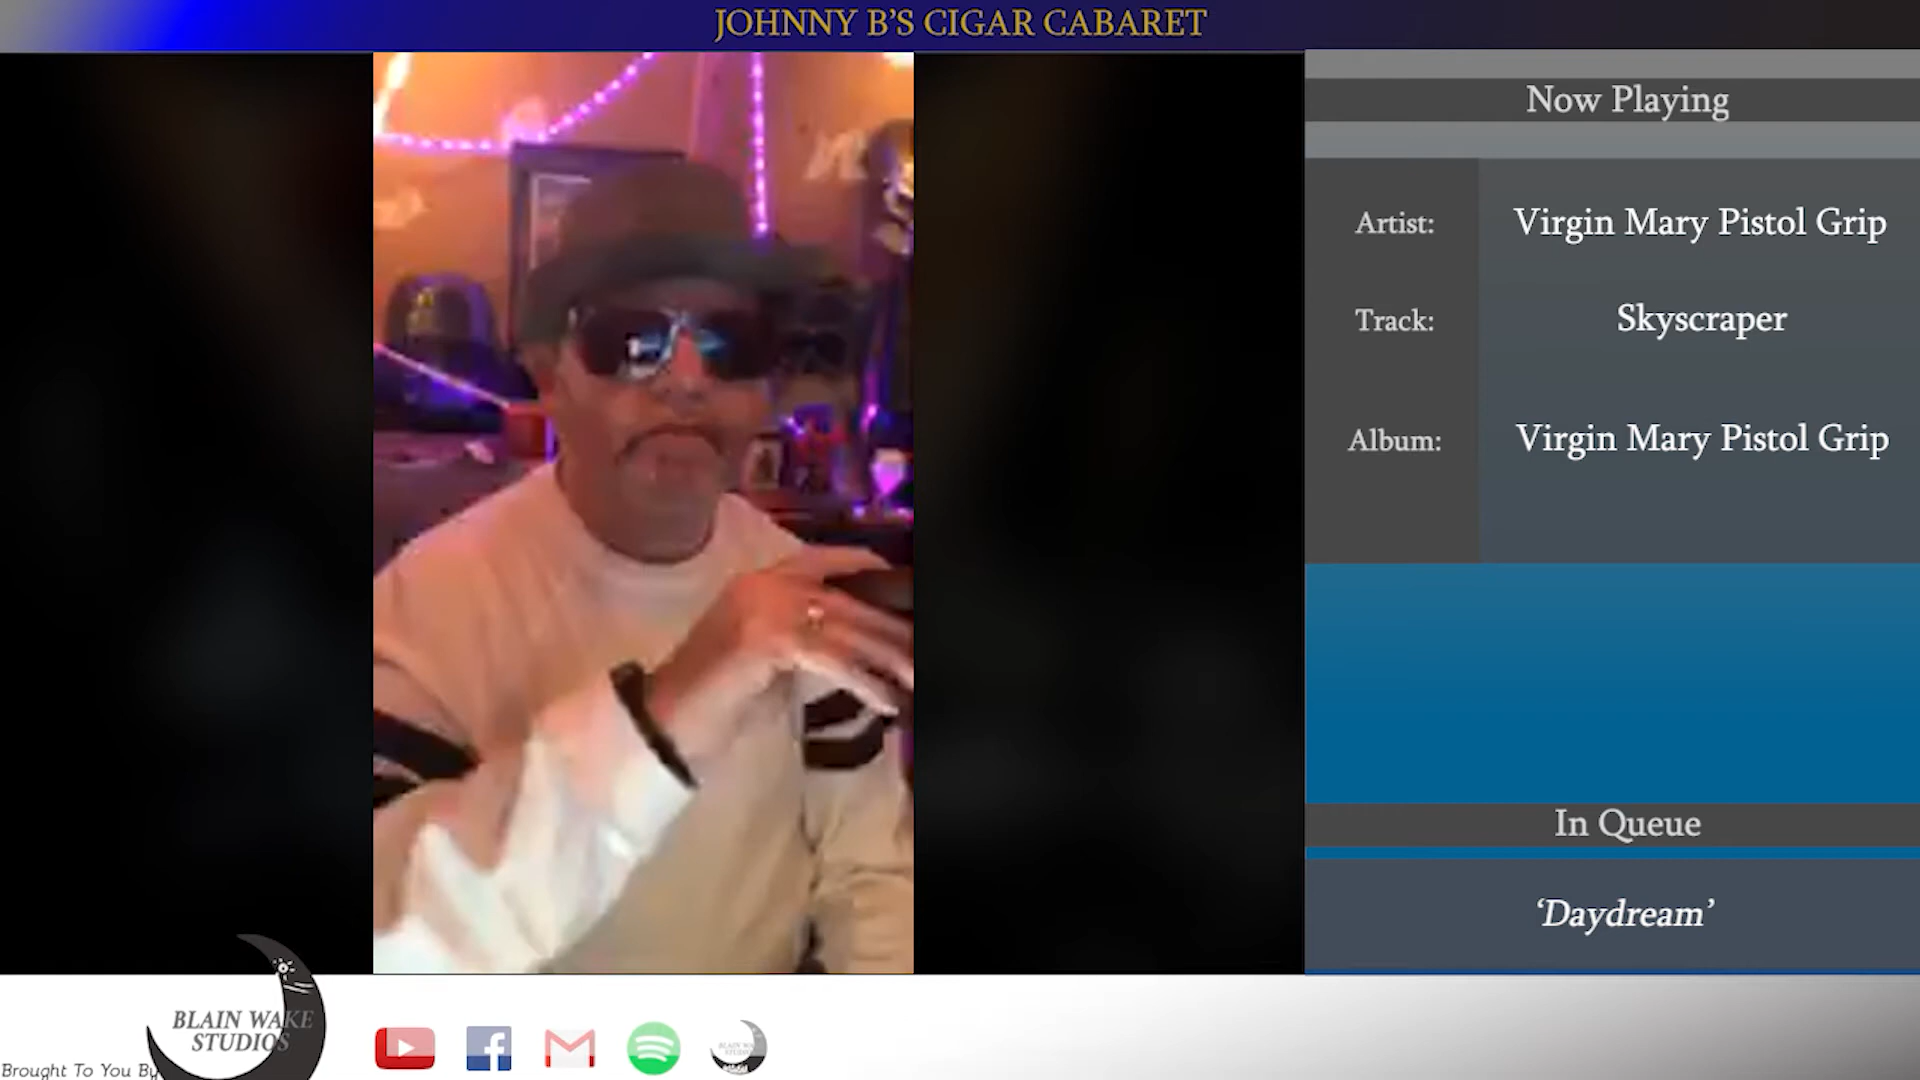 JOHNNY B'S CIGAR CABARET
Now Playing
Artist: Virgin Mary Pistol Grip
Track: Skyscraper
Album: Virgin Mary Pistol Grip
In Queue
‘Daydream’
BLAIN WAKE
STUDIOS
Brought To You By